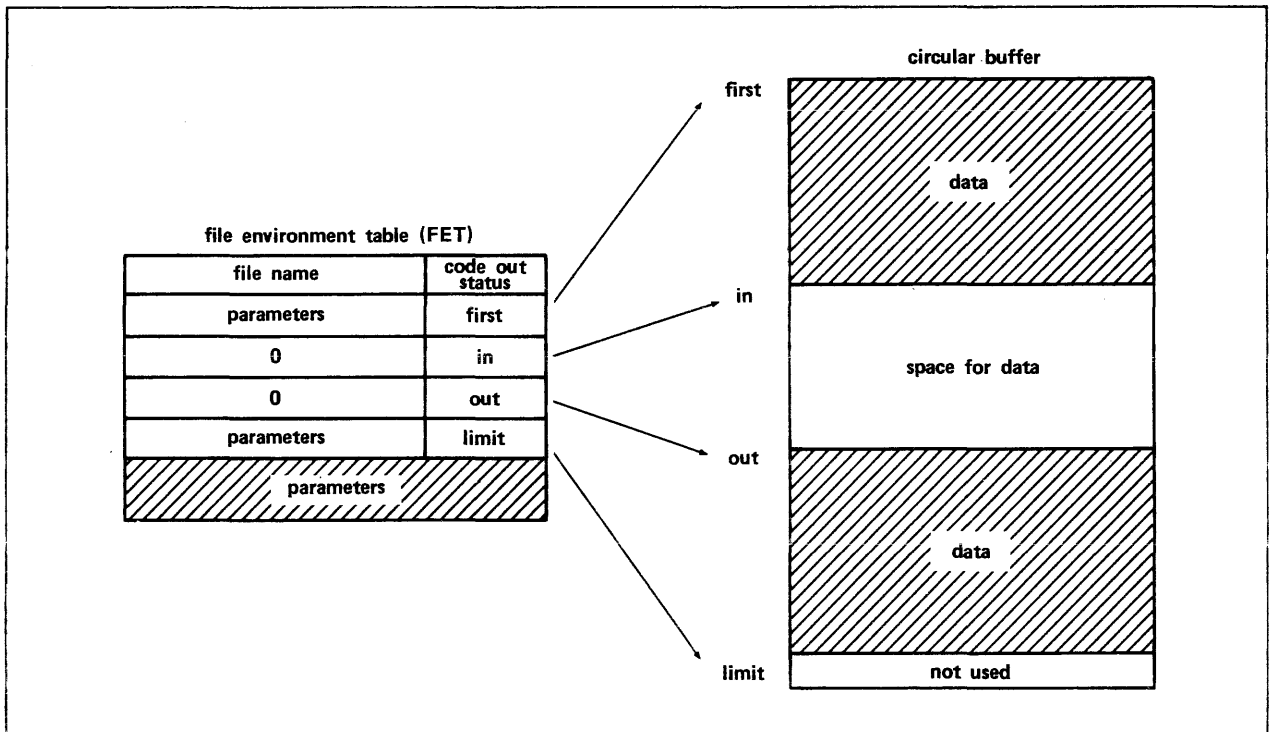 circular buffer
first
data
file environment table (FET)
file name
code out
status
parameters
first
0
in
0
out
parameters
limit
parameters
in
space for data
out
data
limit
not used